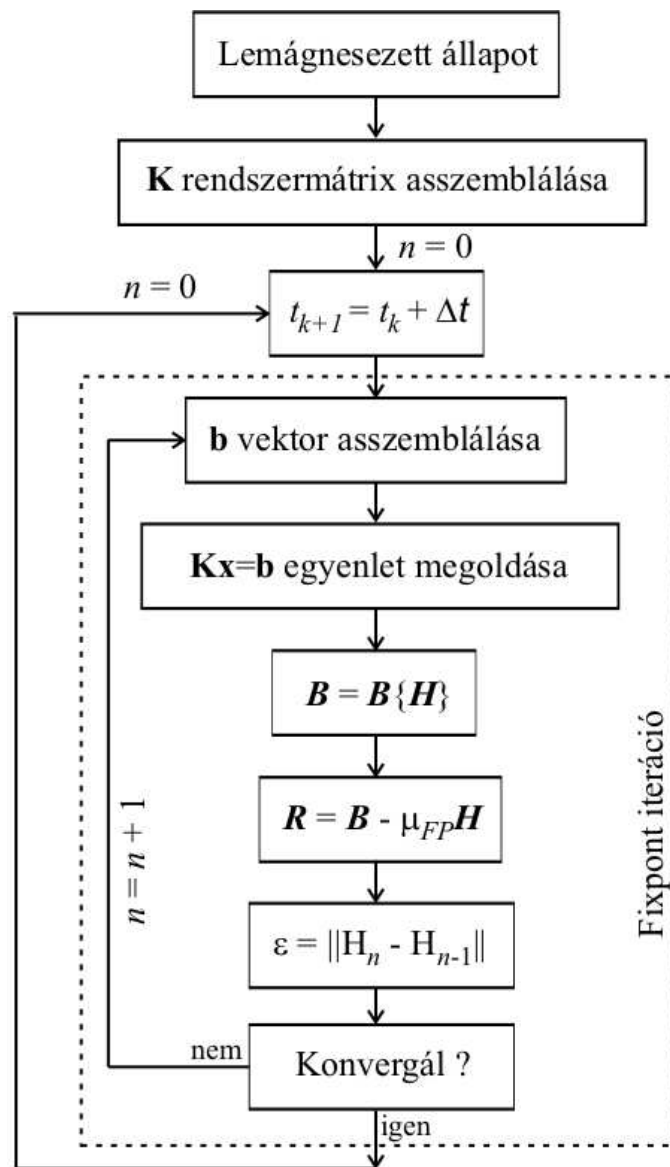 Lemágnesezett állapot
K rendszermátrix asszemblálása
n = 0
n = 0
t_{k+1} = t_k + Δt
b vektor asszemblálása
Kx=b egyenlet megoldása
B = B{H}
R = B - μ_{FP}H
ε = ||H_n - H_{n-1}||
Konvergál ?
nem
igen
n = n + 1
Fixpont iteráció